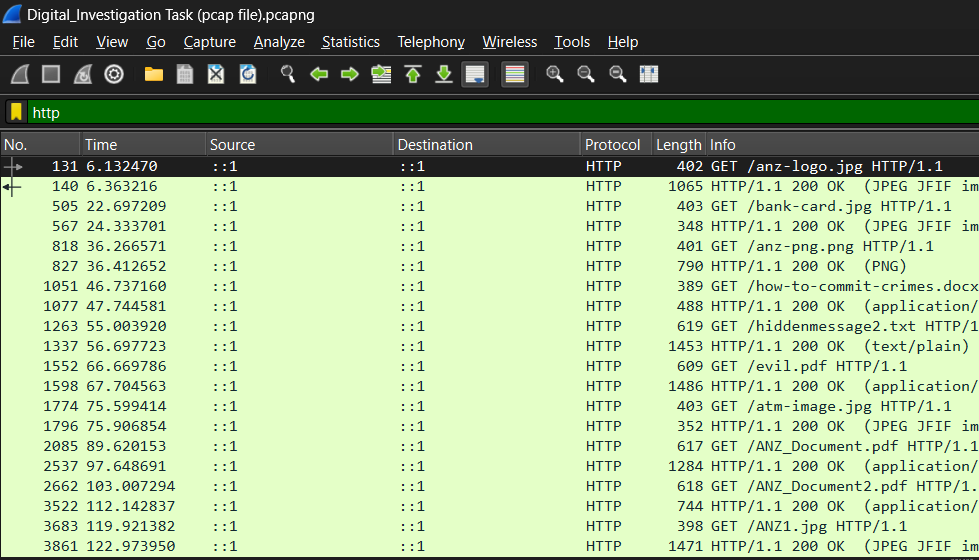 Digital_Investigation Task (pcap file).pcapng
File Edit View Go Capture Analyze Statistics Telephony Wireless Tools Help
http
No. Time Source Destination Protocol Length Info
131 6.132470 ::1 ::1 HTTP 402 GET /anz-logo.jpg HTTP/1.1
140 6.363216 ::1 ::1 HTTP 1065 HTTP/1.1 200 OK (JPEG JFIF im
505 22.697209 ::1 ::1 HTTP 403 GET /bank-card.jpg HTTP/1.1
567 24.333701 ::1 ::1 HTTP 348 HTTP/1.1 200 OK (JPEG JFIF im
818 36.266571 ::1 ::1 HTTP 401 GET /anz-png.png HTTP/1.1
827 36.412652 ::1 ::1 HTTP 790 HTTP/1.1 200 OK (PNG)
1051 46.737160 ::1 ::1 HTTP 389 GET /how-to-commit-crimes.docx
1077 47.744581 ::1 ::1 HTTP 488 HTTP/1.1 200 OK (application/
1263 55.003920 ::1 ::1 HTTP 619 GET /hiddenmessage2.txt HTTP/1
1337 56.697723 ::1 ::1 HTTP 1453 HTTP/1.1 200 OK (text/plain)
1552 66.669786 ::1 ::1 HTTP 609 GET /evil.pdf HTTP/1.1
1598 67.704563 ::1 ::1 HTTP 1486 HTTP/1.1 200 OK (application/
1774 75.599414 ::1 ::1 HTTP 403 GET /atm-image.jpg HTTP/1.1
1796 75.906854 ::1 ::1 HTTP 352 HTTP/1.1 200 OK (JPEG JFIF im
2085 89.620153 ::1 ::1 HTTP 617 GET /ANZ_Document.pdf HTTP/1.1
2537 97.648691 ::1 ::1 HTTP 1284 HTTP/1.1 200 OK (application/
2662 103.007294 ::1 ::1 HTTP 618 GET /ANZ_Document2.pdf HTTP/1.
3522 112.142837 ::1 ::1 HTTP 744 HTTP/1.1 200 OK (application/
3683 119.921382 ::1 ::1 HTTP 398 GET /ANZ1.jpg HTTP/1.1
3861 122.973950 ::1 ::1 HTTP 1471 HTTP/1.1 200 OK (JPEG JFIF im